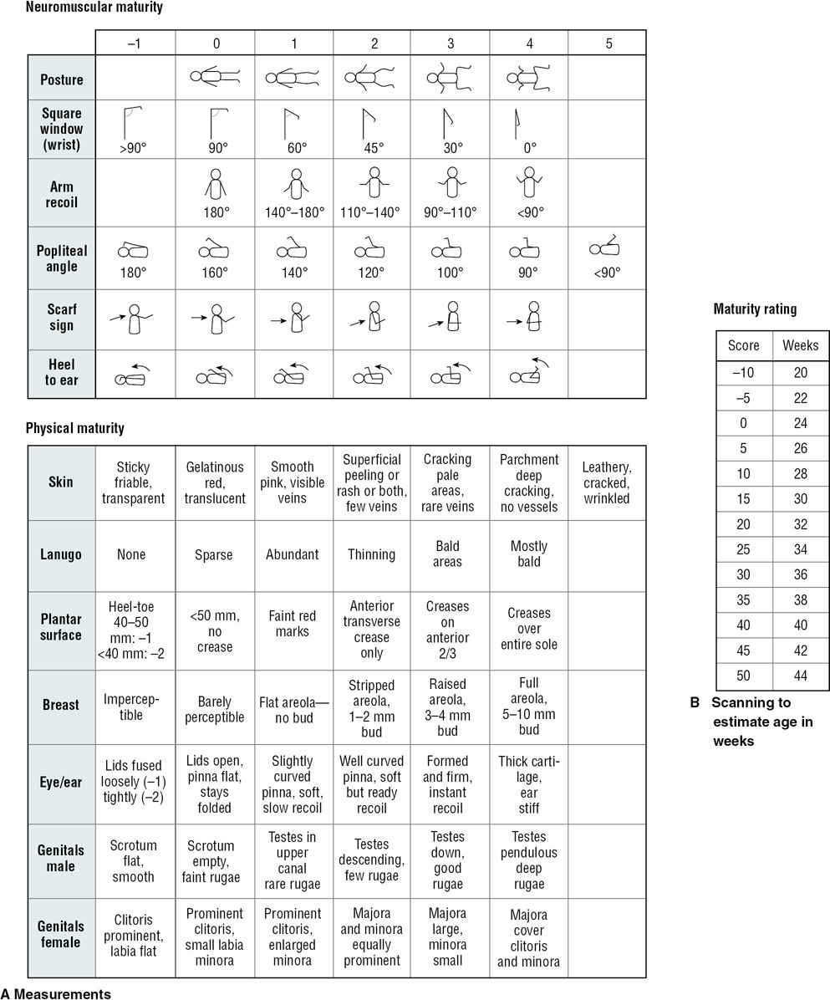 Neuromuscular maturity
–1 0 1 2 3 4 5
Posture
Square
window
(wrist)
>90° 90° 60° 45° 30° 0°
Arm
recoil
180° 140°–180° 110°–140° 90°–110° <90°
Popliteal
angle
180° 160° 140° 120° 100° 90° <90°
Scarf
sign
Heel
to ear
Physical maturity
Skin
Sticky
friable,
transparent
Gelatinous
red,
translucent
Smooth
pink, visible
veins
Superficial
peeling or
rash or both,
few veins
Cracking
pale
areas,
rare veins
Parchment
deep
cracking,
no vessels
Leathery,
cracked,
wrinkled
Lanugo
None
Sparse
Abundant
Thinning
Bald
areas
Mostly
bald
Plantar
surface
Heel-toe
40–50
mm: –1
<40 mm: –2
<50 mm,
no
crease
Faint red
marks
Anterior
transverse
crease
only
Creases
on
anterior
2/3
Creases
over
entire sole
Breast
Impercep-
tible
Barely
perceptible
Flat areola—
no bud
Stripped
areola,
1–2 mm
bud
Raised
areola,
3–4 mm
bud
Full
areola,
5–10 mm
bud
Eye/ear
Lids fused
loosely (–1)
tightly (–2)
Lids open,
pinna flat,
stays
folded
Slightly
curved
pinna, soft,
slow recoil
Well curved
pinna, soft
but ready
recoil
Formed
and firm,
instant
recoil
Thick carti-
lage,
ear
stiff
Genitals
male
Scrotum
flat,
smooth
Scrotum
empty,
faint rugae
Testes in
upper
canal
rare rugae
Testes
descending,
few rugae
Testes
down,
good
rugae
Testes
pendulous
deep
rugae
Genitals
female
Clitoris
prominent,
labia flat
Prominent
clitoris,
small labia
minora
Prominent
clitoris,
enlarged
minora
Majora
and minora
equally
prominent
Majora
large,
minora
small
Majora
cover
clitoris
and minora
A Measurements
Maturity rating
Score Weeks
–10 20
–5 22
0 24
5 26
10 28
15 30
20 32
25 34
30 36
35 38
40 40
45 42
50 44
B Scanning to
estimate age in
weeks